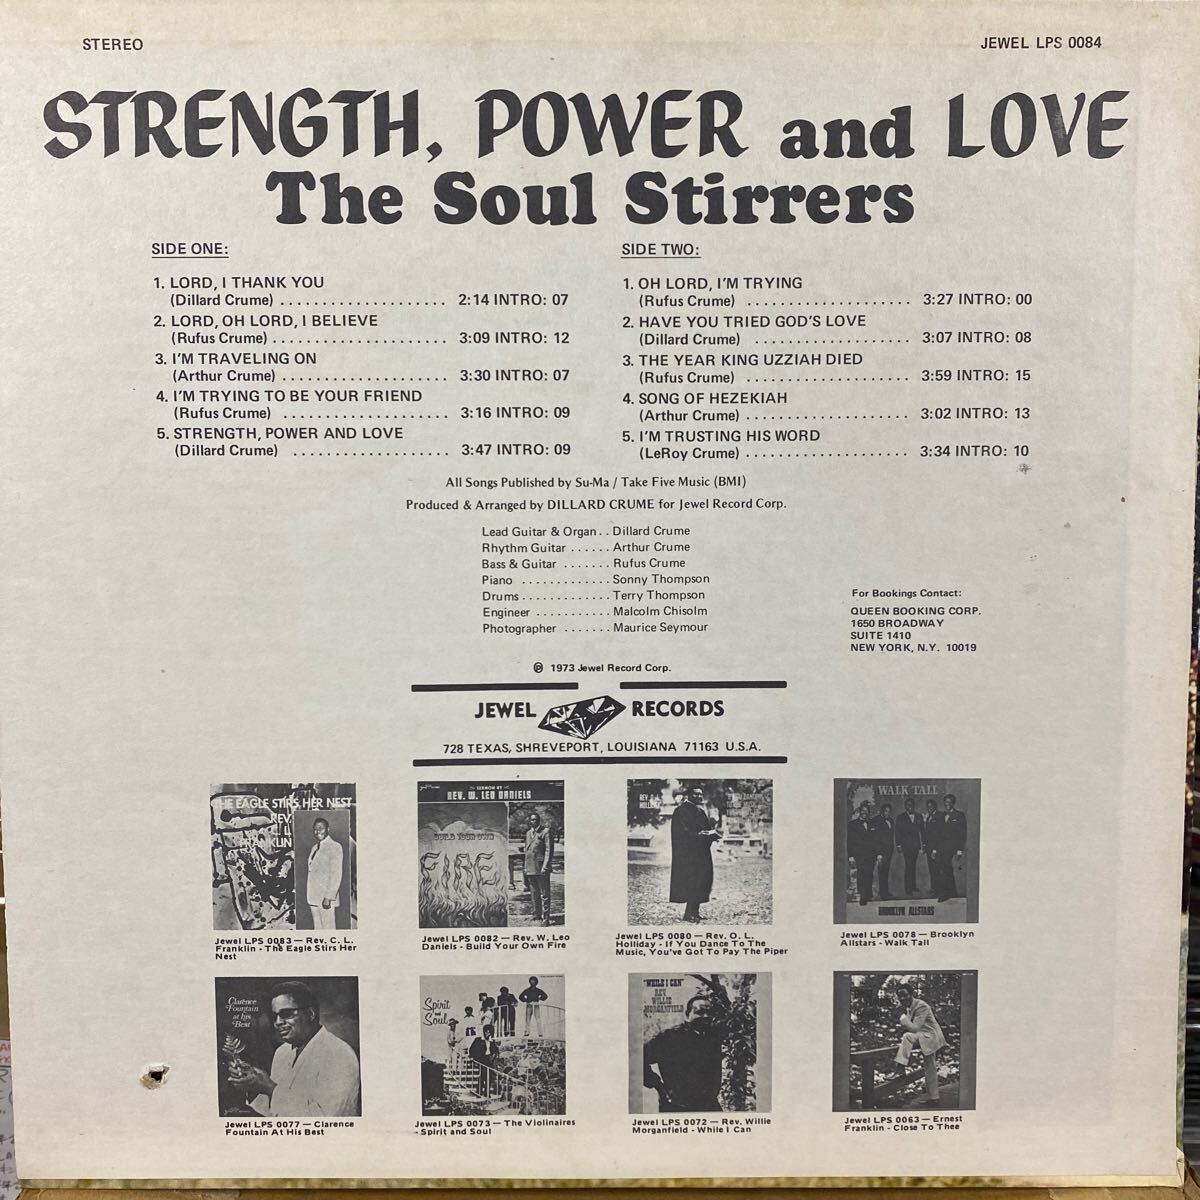 STEREO
JEWEL LPS 0084
STRENGTH, POWER and LOVE
The Soul Stirrers
SIDE ONE:
1. LORD, I THANK YOU
(Dillard Crume) .................... 2:14 INTRO: 07
2. LORD, OH LORD, I BELIEVE
(Rufus Crume) ..................... 3:09 INTRO: 12
3. I'M TRAVELING ON
(Arthur Crume) .................... 3:30 INTRO: 07
4. I'M TRYING TO BE YOUR FRIEND
(Rufus Crume) .................... 3:16 INTRO: 09
5. STRENGTH, POWER AND LOVE
(Dillard Crume) ................... 3:47 INTRO: 09
SIDE TWO:
1. OH LORD, I'M TRYING
(Rufus Crume) .................... 3:27 INTRO: 00
2. HAVE YOU TRIED GOD'S LOVE
(Dillard Crume) ................... 3:07 INTRO: 08
3. THE YEAR KING UZZIAH DIED
(Rufus Crume) .................... 3:59 INTRO: 15
4. SONG OF HEZEKIAH
(Arthur Crume) .................... 3:02 INTRO: 13
5. I'M TRUSTING HIS WORD
(LeRoy Crume) .................... 3:34 INTRO: 10
All Songs Published by Su-Ma / Take Five Music (BMI)
Produced & Arranged by DILLARD CRUME for Jewel Record Corp.
Lead Guitar & Organ .. Dillard Crume
Rhythm Guitar ...... Arthur Crume
Bass & Guitar ....... Rufus Crume
Piano ............ Sonny Thompson
Drums ............ Terry Thompson
Engineer ........... Malcolm Chisolm
Photographer ....... Maurice Seymour
For Bookings Contact:
QUEEN BOOKING CORP.
1650 BROADWAY
SUITE 1410
NEW YORK, N.Y. 10019
℗ 1973 Jewel Record Corp.
JEWEL RECORDS
728 TEXAS, SHREVEPORT, LOUISIANA 71163 U.S.A.
THE EAGLE STIRS HER NEST
REV.
C. L.
FRANKLIN
SERMON BY
REV. W. LEO DANIELS
BUILD YOUR OWN
FIRE
WALK TALL
BROOKLYN ALLSTARS
Jewel LPS 0083 — Rev. C. L.
Franklin - The Eagle Stirs Her
Nest
Jewel LPS 0082 — Rev. W. Leo
Daniels - Build Your Own Fire
Jewel LPS 0080 — Rev. O. L.
Holliday - If You Dance To The
Music, You've Got To Pay The Piper
Jewel LPS 0078 — Brooklyn
Allstars - Walk Tall
Clarence
Fountain
at his
Best
Spirit
and
Soul
"WHILE I CAN"
REV.
WILLIE
MORGANFIELD
Jewel LPS 0077 — Clarence
Fountain At His Best
Jewel LPS 0073 — The Violinaires
- Spirit and Soul
Jewel LPS 0072 — Rev. Willie
Morganfield - While I Can
Jewel LPS 0063 — Ernest
Franklin - Close To Thee